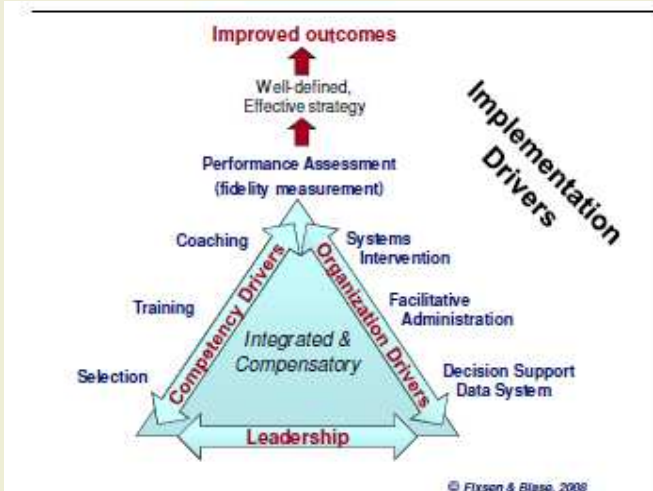 Improved outcomes
Well-defined,
Effective strategy
Performance Assessment
(fidelity measurement)
Implementation
Drivers
Coaching
Training
Selection
Competency Drivers
Organization Drivers
Integrated &
Compensatory
Systems
Intervention
Facilitative
Administration
Decision Support
Data System
Leadership
© Fixsen & Blase, 2008